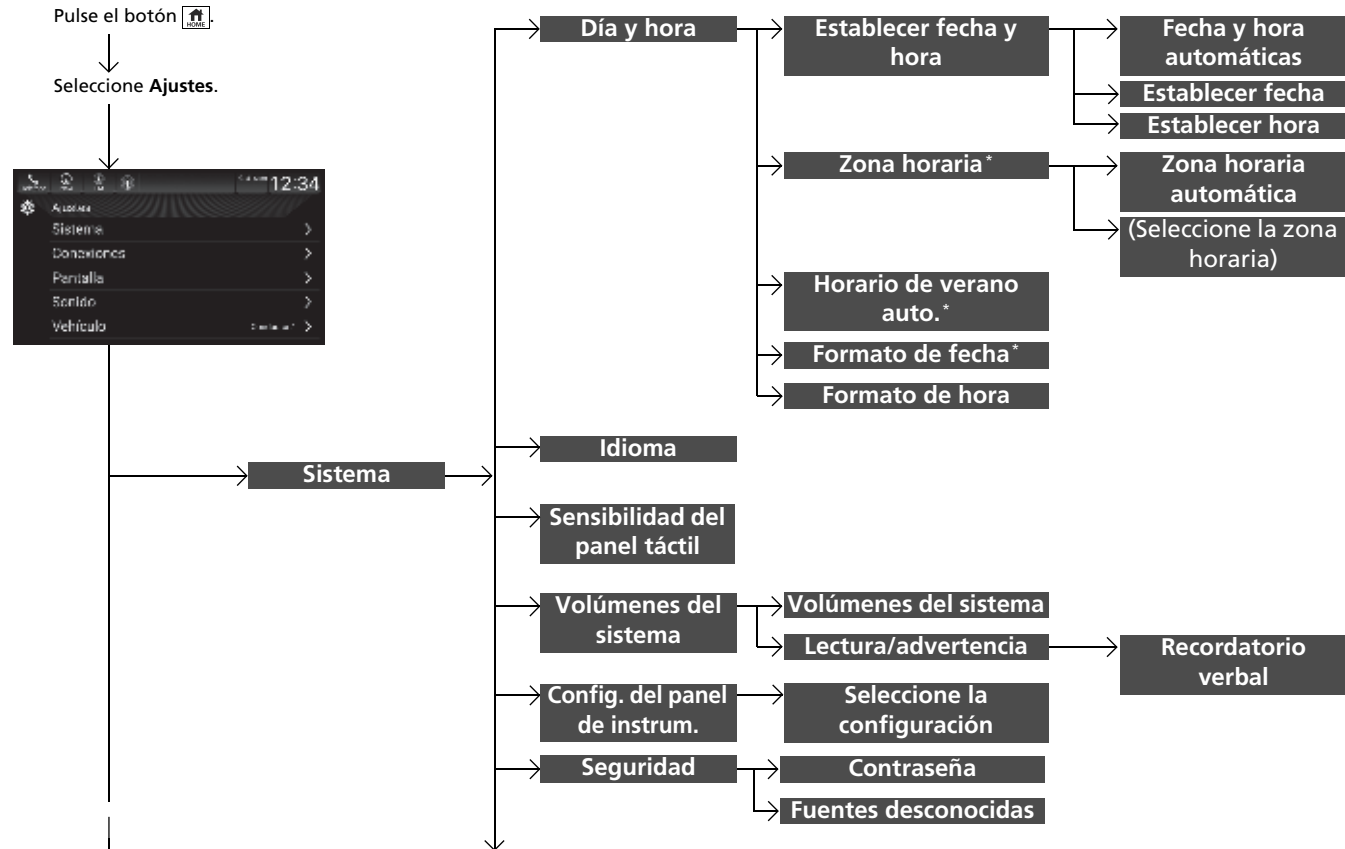 Pulse el botón HOME.
Seleccione Ajustes.
12:34
Ajustes
Sistema
Conexiones
Pantalla
Sonido
Vehículo
Sistema
Día y hora
Establecer fecha y
hora
Fecha y hora
automáticas
Establecer fecha
Establecer hora
Zona horaria*
Zona horaria
automática
(Seleccione la zona
horaria)
Horario de verano
auto.*
Formato de fecha*
Formato de hora
Idioma
Sensibilidad del
panel táctil
Volúmenes del
sistema
Volúmenes del sistema
Lectura/advertencia
Recordatorio
verbal
Config. del panel
de instrum.
Seleccione la
configuración
Seguridad
Contraseña
Fuentes desconocidas